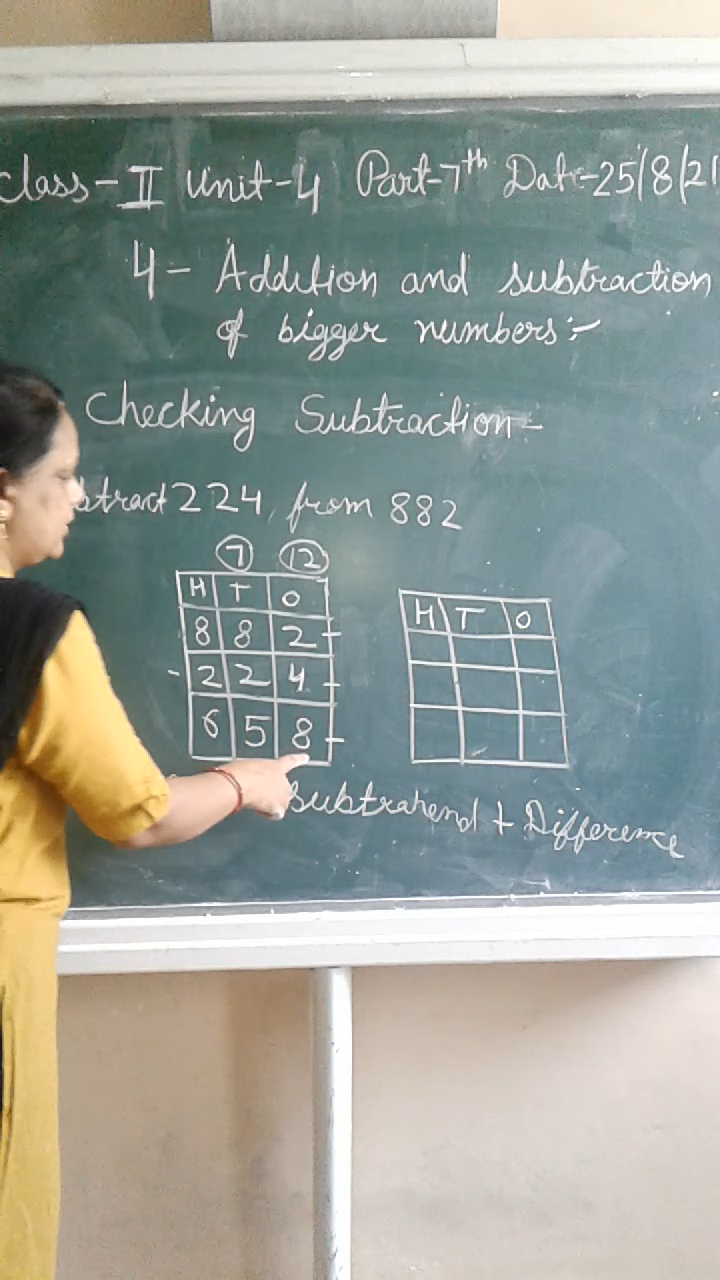 Class-II Unit-4 Part-7th Date-25/8/21
4- Addition and subtraction
of bigger numbers:-
Checking Subtraction-
224 from 882
7 12
H T O
8 8 2-
- 2 2 4-
6 5 8-
H T O
Subtrahend + Difference